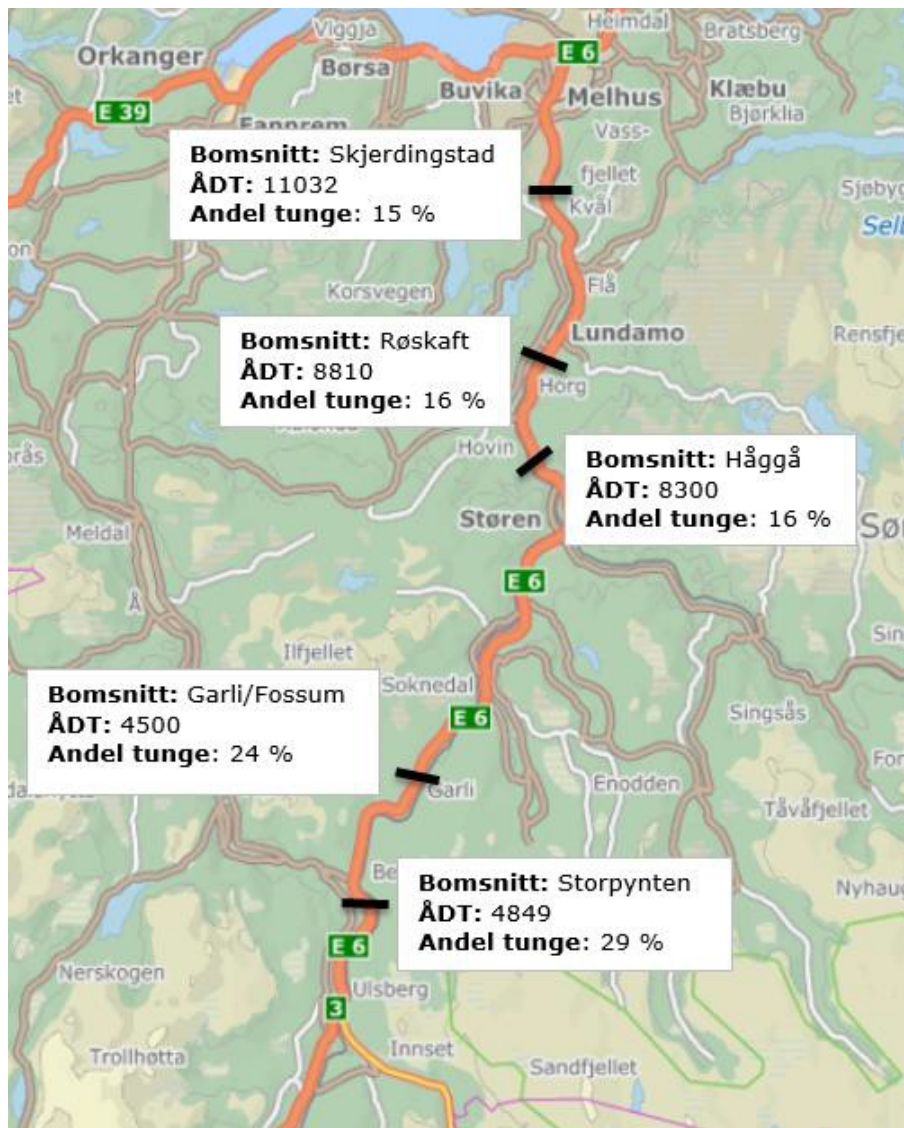 Viggja
Heimdal
Bratsberg
Orkanger
Børsa
E 6
Buvika
Melhus
Klæbu
Bjørklia
E 39
Fannrem
Vass-
fjellet
Bomsnitt: Skjerdingstad
ÅDT: 11032
Andel tunge: 15 %
Kvål
Sjøbyg
Selb
Korsvegen
Flå
Bomsnitt: Røskaft
ÅDT: 8810
Andel tunge: 16 %
Lundamo
Rensfje
Horg
Hovin
Bomsnitt: Håggå
ÅDT: 8300
Andel tunge: 16 %
Støren
Meldal
Å
E 6
Ilfjellet
Soknedal
Bomsnitt: Garli/Fossum
ÅDT: 4500
Andel tunge: 24 %
E 6
Singsås
Garli
Enodden
Tåvåfjellet
Be
Bomsnitt: Storpynten
ÅDT: 4849
Andel tunge: 29 %
Nyhaug
E 6
Nerskogen
Ulsberg
3
Innset
Trollhøtta
Sandfjellet